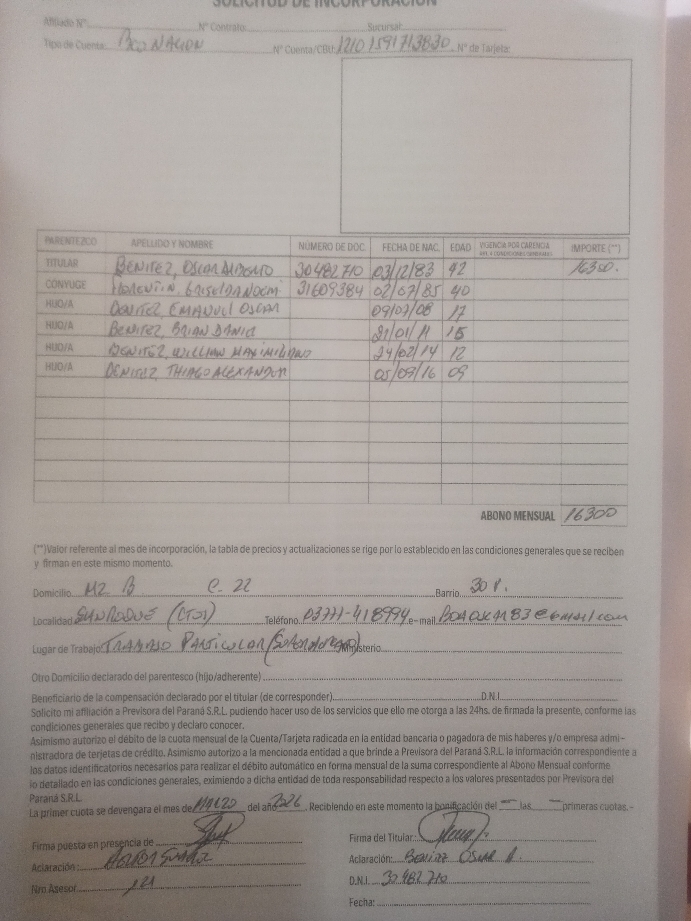 SOLICITUD DE INCORPORACIÓN
Afiliado N°: N° Contrato: Sucursal:
Tipo de Cuenta: Bco NACION N° Cuenta/CBU: 12101591713830 N° de Tarjeta:
PARENTEZCO APELLIDO Y NOMBRE NÚMERO DE DOC. FECHA DE NAC. EDAD VIGENCIA POR CARENCIA IMPORTE (**)
TITULAR BENITEZ, OSCAR ALBERTO 30482710 03/12/83 42 16300.
CONYUGE FLORENTIN, GRISELDA NOEMI 31609384 02/07/85 40
HIJO/A BENITEZ EMANUEL OSCAR 09/07/08 17
HIJO/A BENITEZ, BRIAN DAVID 21/01/11 15
HIJO/A BENITEZ, WILLIAN MAXIMILIANO 24/02/14 12
HIJO/A BENITEZ, THIAGO ALEXANDER 05/09/16 09
ABONO MENSUAL 16300
(**)Valor referente al mes de incorporación, la tabla de precios y actualizaciones se rige por lo establecido en las condiciones generales que se reciben
y firman en este mismo momento.
Domicilio MZ B C. 22 Barrio 30 V.
Localidad SAN ROQUE (CTES) Teléfono 03777-418994 e-mail
Lugar de Trabajo TRABAJO PARTICULAR Ministerio
Otro Domicilio declarado del parentesco (hijo/adherente)
Beneficiario de la compensación declarado por el titular (de corresponder) D.N.I.
Solicito mi afiliación a Previsora del Paraná S.R.L. pudiendo hacer uso de los servicios que ello me otorga a las 24hs. de firmada la presente, conforme las
condiciones generales que recibo y declaro conocer.
Asimismo autorizo el débito de la cuota mensual de la Cuenta/Tarjeta radicada en la entidad bancaria o pagadora de mis haberes y/o empresa admi-
nistradora de terjetas de crédito. Asimismo autorizo a la mencionada entidad a que brinde a Previsora del Paraná S.R.L. la información correspondiente a
los datos identificatorios necesarios para realizar el débito automático en forma mensual de la suma correspondiente al Abono Mensual conforme
lo detallado en las condiciones generales, eximiendo a dicha entidad de toda responsabilidad respecto a los valores presentados por Previsora del
Paraná S.R.L
La primer cuota se devengara el mes de MARZO del año 2026. Recibiendo en este momento la bonificación del — las — primeras cuotas.-
Firma puesta en presencia de Firma del Titular:
Aclaración: Aclaración: BENITEZ OSCAR A.
Nro Asesor 121 D.N.I. 30482710
Fecha: